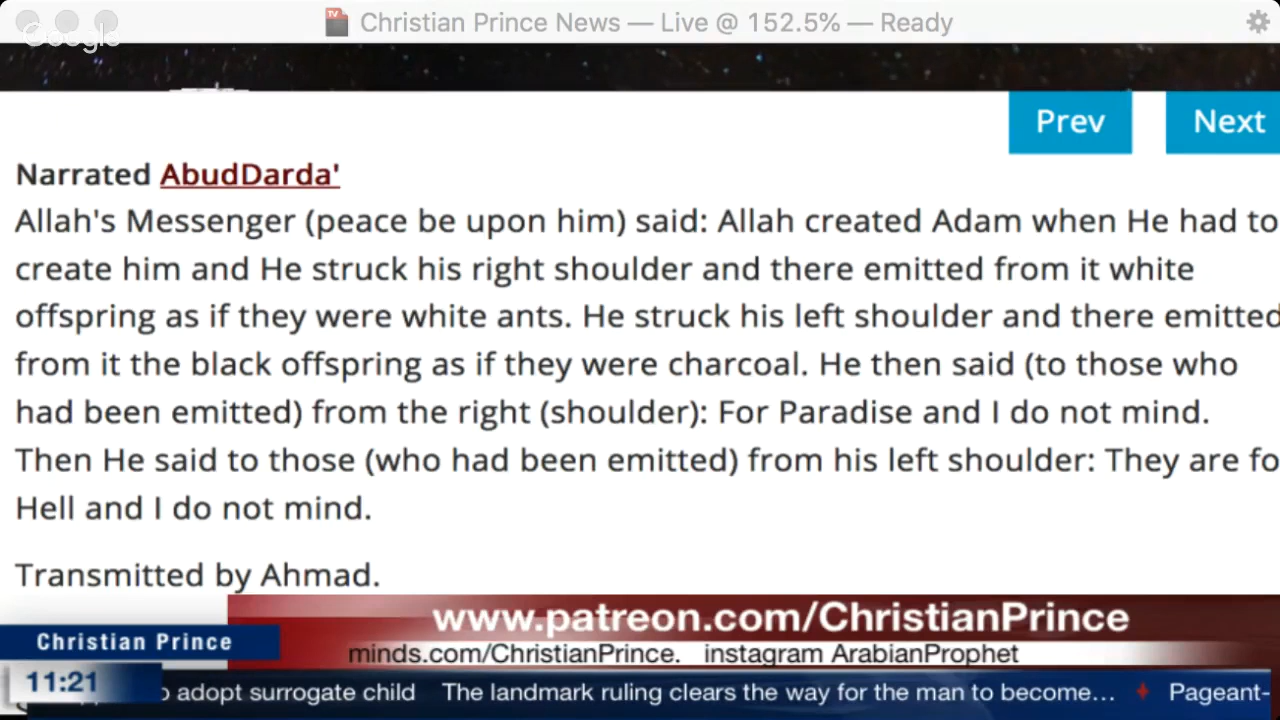 Christian Prince News — Live @ 152.5% — Ready
Google
Prev Next
Narrated AbudDarda'
Allah's Messenger (peace be upon him) said: Allah created Adam when He had to
create him and He struck his right shoulder and there emitted from it white
offspring as if they were white ants. He struck his left shoulder and there emitted
from it the black offspring as if they were charcoal. He then said (to those who
had been emitted) from the right (shoulder): For Paradise and I do not mind.
Then He said to those (who had been emitted) from his left shoulder: They are fo
Hell and I do not mind.
Transmitted by Ahmad.
www.patreon.com/ChristianPrince
Christian Prince
minds.com/ChristianPrince. instagram ArabianProphet
11:21
adopt surrogate child The landmark ruling clears the way for the man to become... Pageant-